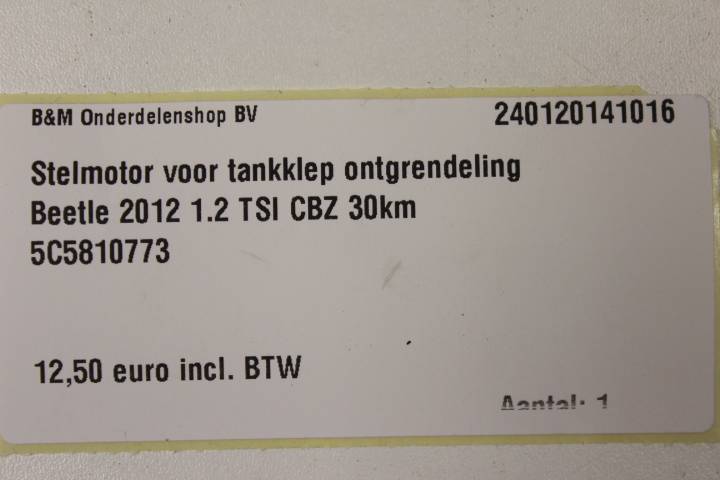 B&M Onderdelenshop BV 240120141016
Stelmotor voor tankklep ontgrendeling
Beetle 2012 1.2 TSI CBZ 30km
5C5810773
12,50 euro incl. BTW
Aantal: 1